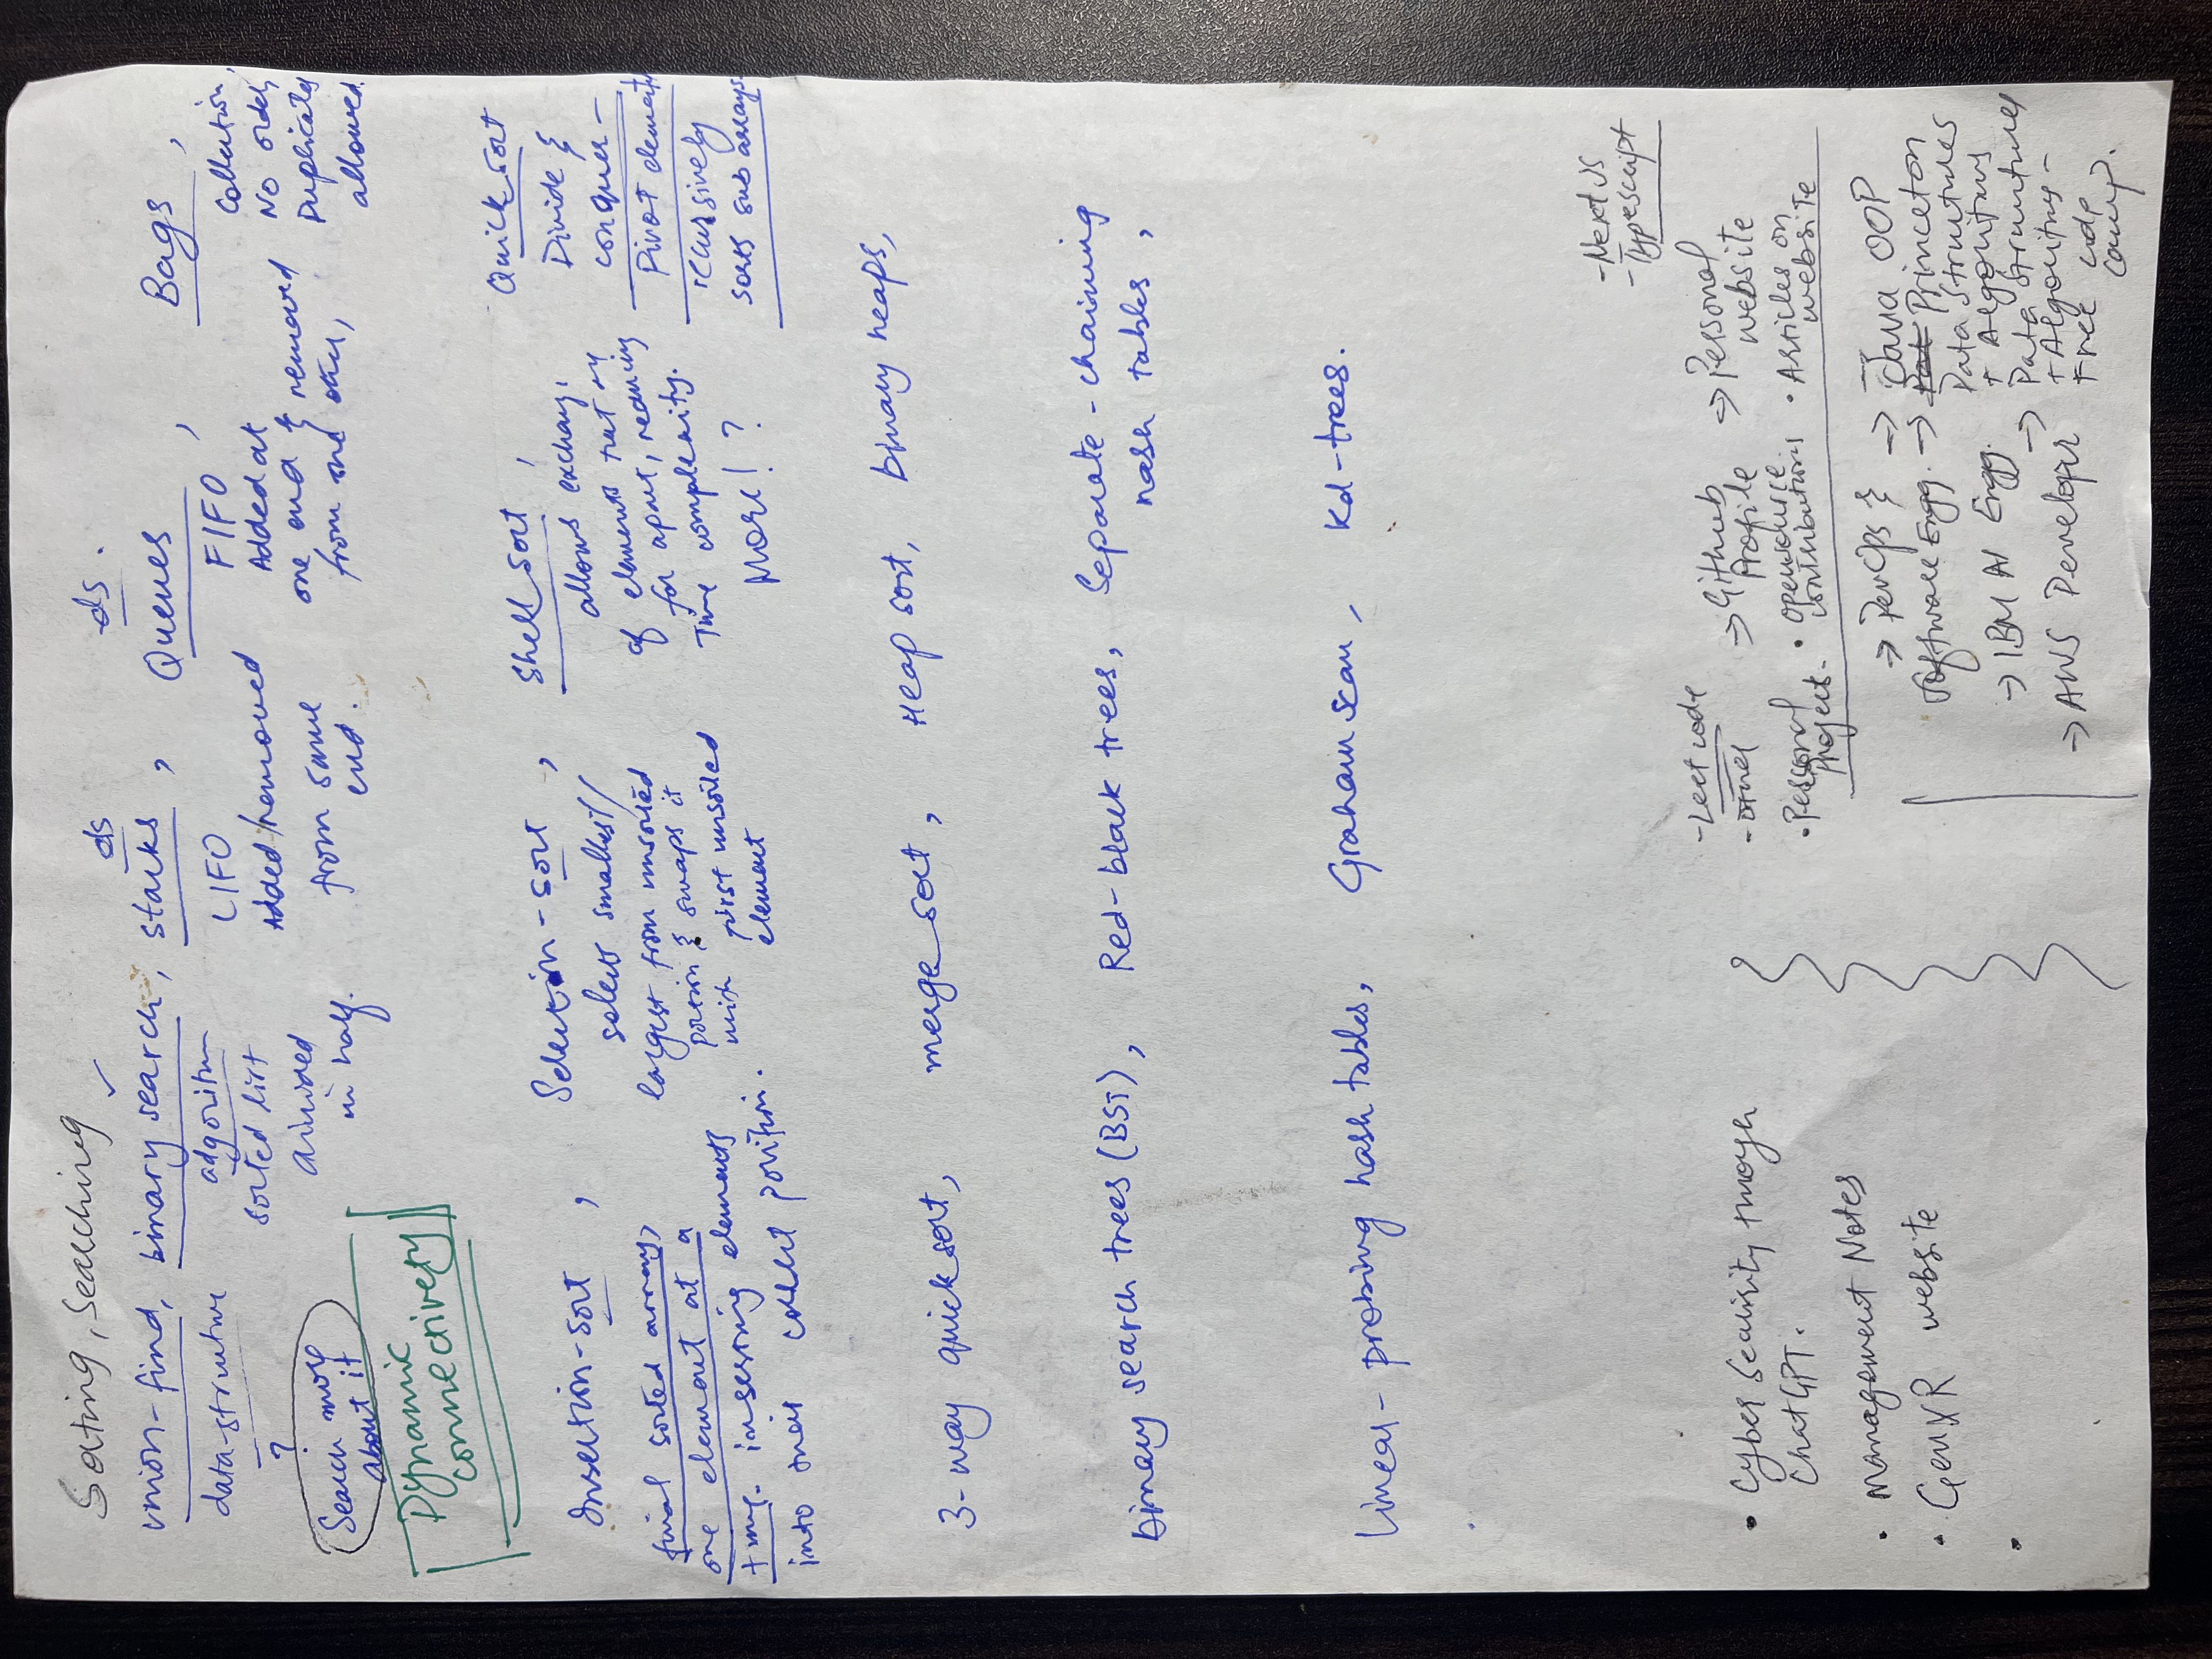 Sorting, Searching ✓
union-find, binary search, stacks, Queues, Bags,
ds
ds.
data-structure
?
Search more
about it
Dynamic
connectivity
algorithm
sorted list
divided
in half.
LIFO
Added/removed
from same
end.
FIFO
Added at
one end &
removed
from one other,
Collection,
No order,
Duplicates
allowed.
Insertion-sort,
final sorted array,
one element at a
time. inserting elements
into their correct position.
Selection-sort,
selects smallest/
largest from unsorted
portion & swaps it
with first unsorted
element
Shell sort,
allows exchang,
of elements that are
far apart, reducing
Time complexity.
More!?
Quick sort
Divide &
conquer -
Pivot element
recursively
sorts sub arrays.
3-way quick sort, merge sort, Heap sort, binary heaps,
binary search trees (BST), Red-black trees, Separate-chaining
hash tables,
Linear-probing hash tables, Graham scan, Kd-trees.
- Next JS
- Typescript
- Leet code
- other
⇒ Github
Profile
⇒ Personal
website
• Personal
project.
• opensource
contributions
• Articles on
website
• Cyber Security through
ChatGPT.
• Management Notes
• GenXR website
•
→ DevOps &
Software Engg.
→ IBM AI Engg.
→ AWS Developer
→ Java OOP
→ Princeton
Data structures
+ Algorithms
→ Data structures
+ Algorithms -
Free